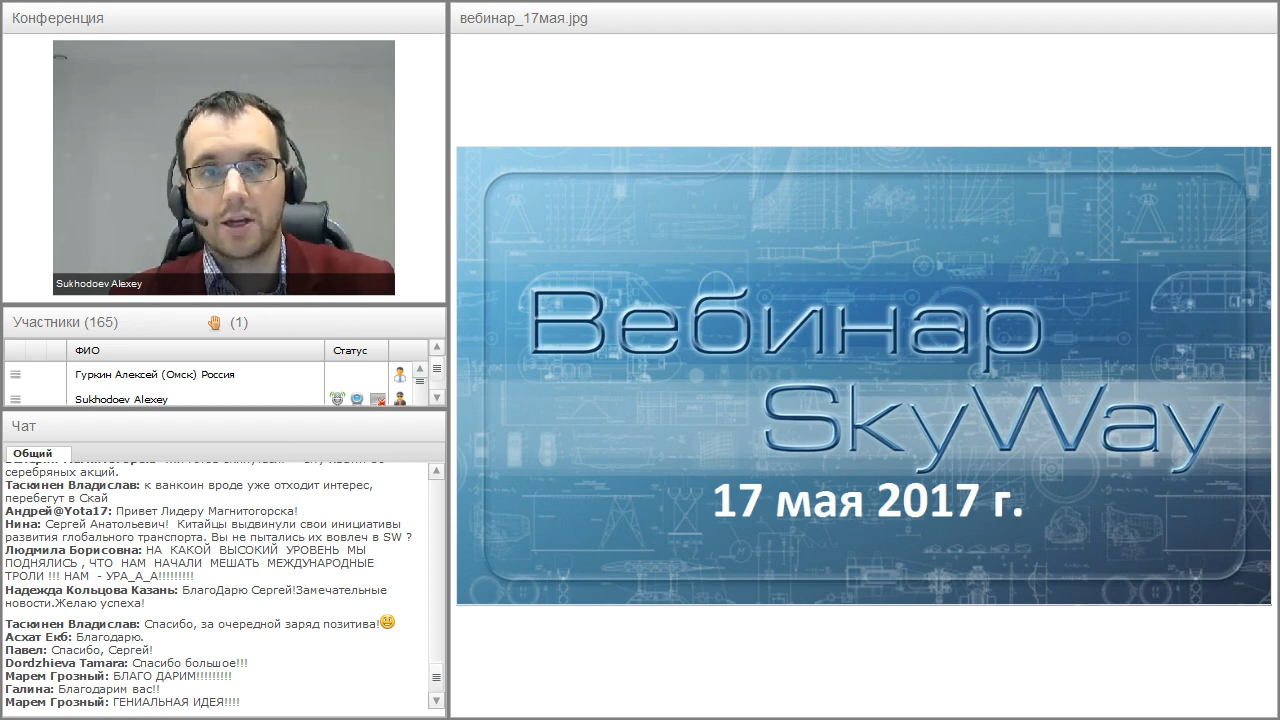 Конференция
Sukhodoev Alexey
Участники (165)
(1)
ФИО
Статус
Гуркин Алексей (Омск) Россия
Sukhodoev Alexey
Чат
Общий
серебряных акций.
Таскинен Владислав: к ванкоин вроде уже отходит интерес,
перебегут в Скай
Андрей@Yota17: Привет Лидеру Магнитогорска!
Нина: Сергей Анатольевич! Китайцы выдвинули свои инициативы
развития глобального транспорта. Вы не пытались их вовлеч в SW ?
Людмила Борисовна: НА КАКОЙ ВЫСОКИЙ УРОВЕНЬ МЫ
ПОДНЯЛИСЬ , ЧТО НАМ НАЧАЛИ МЕШАТЬ МЕЖДУНАРОДНЫЕ
ТРОЛИ !!! НАМ - УРА_А_А!!!!!!!!!
Надежда Кольцова Казань: БлагоДарю Сергей!Замечательные
новости.Желаю успеха!
Таскинен Владислав: Спасибо, за очередной заряд позитива!
Асхат Екб: Благодарю.
Павел: Спасибо, Сергей!
Dordzhieva Tamara: Спасибо большое!!!
Марем Грозный: БЛАГО ДАРИМ!!!!!!!!!
Галина: Благодарим вас!!
Марем Грозный: ГЕНИАЛЬНАЯ ИДЕЯ!!!!
вебинар_17мая.jpg
Вебинар
SkyWay
17 мая 2017 г.